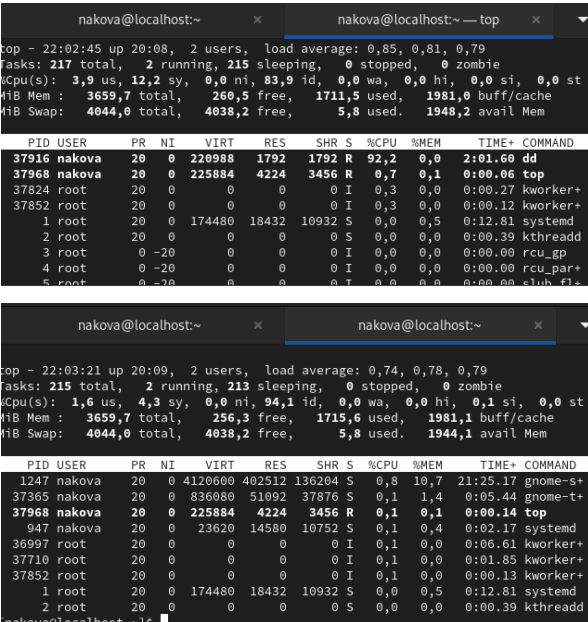 nakova@localhost:~ × nakova@localhost:~ — top ×
top - 22:02:45 up 20:08, 2 users, load average: 0,85, 0,81, 0,79
Tasks: 217 total, 2 running, 215 sleeping, 0 stopped, 0 zombie
%Cpu(s): 3,9 us, 12,2 sy, 0,0 ni, 83,9 id, 0,0 wa, 0,0 hi, 0,0 si, 0,0 st
MiB Mem : 3659,7 total, 260,5 free, 1711,5 used, 1981,0 buff/cache
MiB Swap: 4044,0 total, 4038,2 free, 5,8 used. 1948,2 avail Mem
PID USER PR NI VIRT RES SHR S %CPU %MEM TIME+ COMMAND
37916 nakova 20 0 220988 1792 1792 R 92,2 0,0 2:01.60 dd
37968 nakova 20 0 225884 4224 3456 R 0,7 0,1 0:00.06 top
37824 root 20 0 0 0 0 I 0,3 0,0 0:00.27 kworker+
37852 root 20 0 0 0 0 I 0,3 0,0 0:00.12 kworker+
1 root 20 0 174480 18432 10932 S 0,0 0,5 0:12.81 systemd
2 root 20 0 0 0 0 S 0,0 0,0 0:00.39 kthreadd
3 root 0 -20 0 0 0 I 0,0 0,0 0:00.00 rcu_gp
4 root 0 -20 0 0 0 I 0,0 0,0 0:00.00 rcu_par+
5 root 0 -20 0 0 0 I 0,0 0,0 0:00.00 slub_fl+
nakova@localhost:~ × nakova@localhost:~ ×
top - 22:03:21 up 20:09, 2 users, load average: 0,74, 0,78, 0,79
Tasks: 215 total, 2 running, 213 sleeping, 0 stopped, 0 zombie
%Cpu(s): 1,6 us, 4,3 sy, 0,0 ni, 94,1 id, 0,0 wa, 0,0 hi, 0,1 si, 0,0 st
MiB Mem : 3659,7 total, 256,3 free, 1715,6 used, 1981,1 buff/cache
MiB Swap: 4044,0 total, 4038,2 free, 5,8 used. 1944,1 avail Mem
PID USER PR NI VIRT RES SHR S %CPU %MEM TIME+ COMMAND
1247 nakova 20 0 4120600 402512 136204 S 0,8 10,7 21:25.17 gnome-s+
37365 nakova 20 0 836080 51092 37876 S 0,1 1,4 0:05.44 gnome-t+
37968 nakova 20 0 225884 4224 3456 R 0,1 0,1 0:00.14 top
947 nakova 20 0 23620 14580 10752 S 0,1 0,4 0:02.17 systemd
36997 root 20 0 0 0 0 I 0,1 0,0 0:06.61 kworker+
37710 root 20 0 0 0 0 I 0,1 0,0 0:01.85 kworker+
37852 root 20 0 0 0 0 I 0,1 0,0 0:00.13 kworker+
1 root 20 0 174480 18432 10932 S 0,0 0,5 0:12.81 systemd
2 root 20 0 0 0 0 S 0,0 0,0 0:00.39 kthreadd
[nakova@localhost ~]$